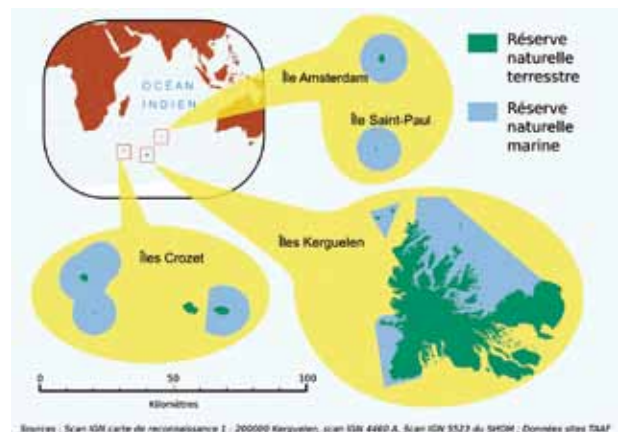 OCÉAN
INDIEN
Île Amsterdam
Île Saint-Paul
Réserve
naturelle
terresstre
Réserve
naturelle
marine
Îles Crozet
Îles Kerguelen
0 50 100
Kilomètres
Sources : Scan IGN carte de reconnaissance 1 : 200000 Kerguelen, scan IGN 4460 A, Scan IGN 5523 du SHOM ; Données sites TAAF